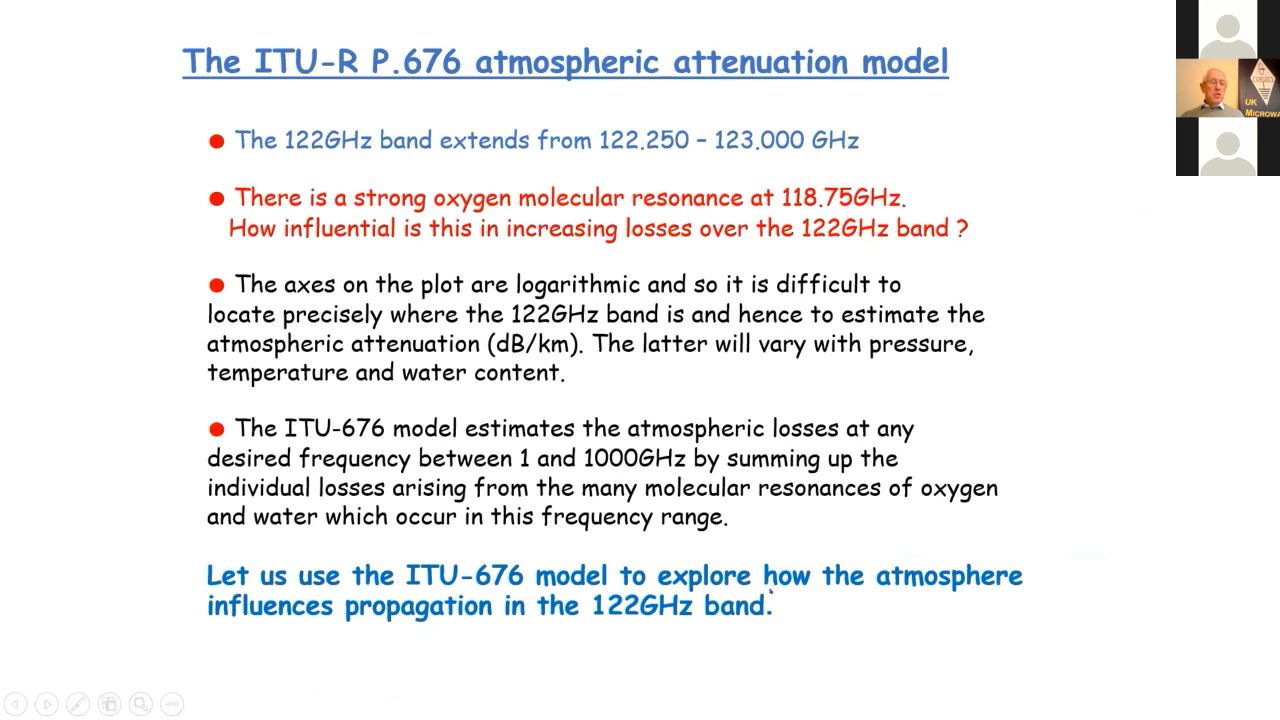 The ITU-R P.676 atmospheric attenuation model
● The 122GHz band extends from 122.250 – 123.000 GHz
● There is a strong oxygen molecular resonance at 118.75GHz.
How influential is this in increasing losses over the 122GHz band ?
● The axes on the plot are logarithmic and so it is difficult to
locate precisely where the 122GHz band is and hence to estimate the
atmospheric attenuation (dB/km). The latter will vary with pressure,
temperature and water content.
● The ITU-676 model estimates the atmospheric losses at any
desired frequency between 1 and 1000GHz by summing up the
individual losses arising from the many molecular resonances of oxygen
and water which occur in this frequency range.
Let us use the ITU-676 model to explore how the atmosphere
influences propagation in the 122GHz band.
UK
MICROWA